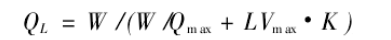 Q_L = W/(W/Q_max + LV_max • K)